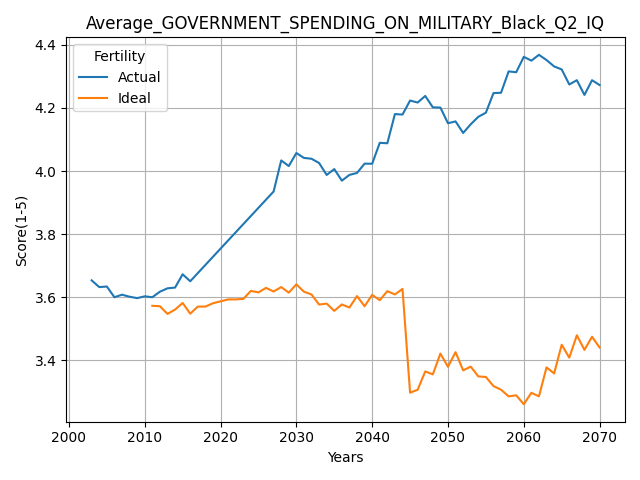 Average_GOVERNMENT_SPENDING_ON_MILITARY_Black_Q2_IQ
Fertility
Actual
Ideal
Score(1-5)
4.4
4.2
4.0
3.8
3.6
3.4
2000 2010 2020 2030 2040 2050 2060 2070
Years